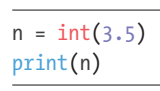 n = int(3.5)
print(n)